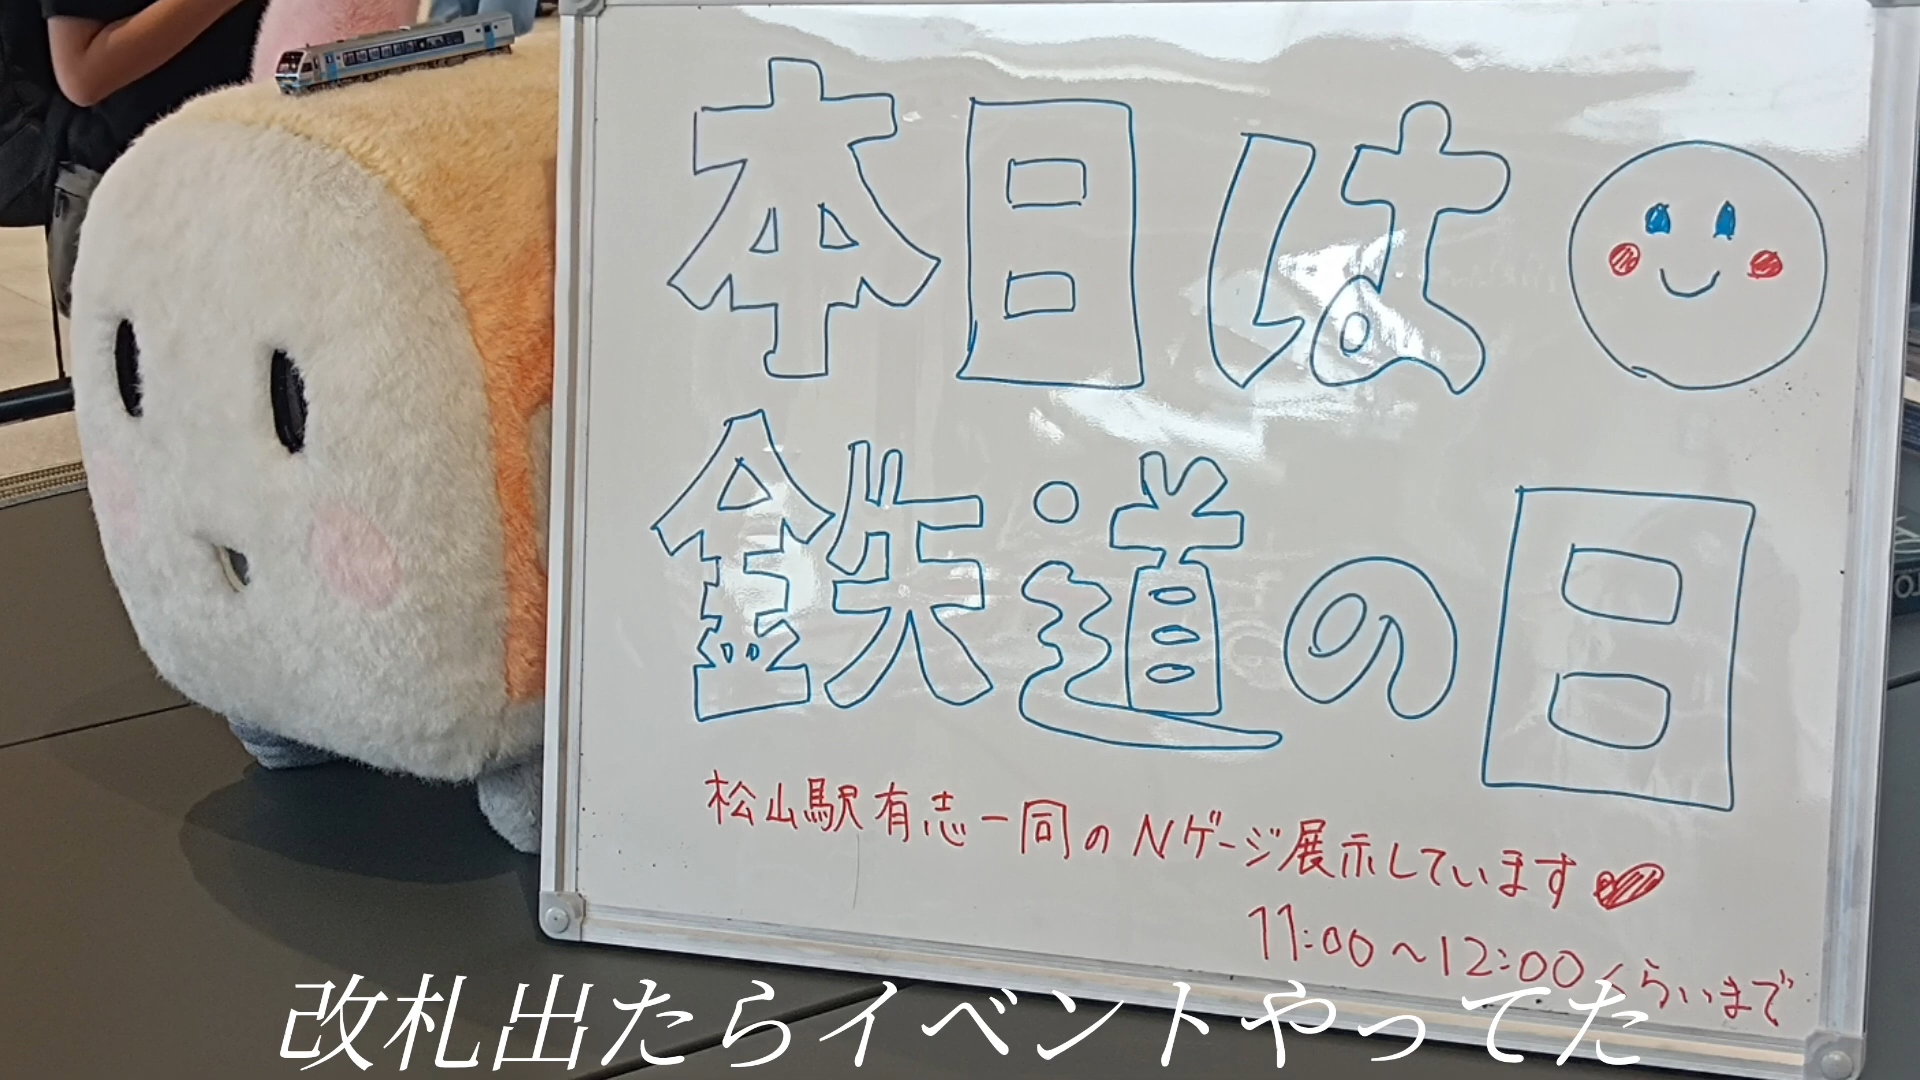 本日は
鉄道の日
松山駅有志一同のNゲージ展示しています
11:00～12:00くらいまで
改札出たらイベントやってた